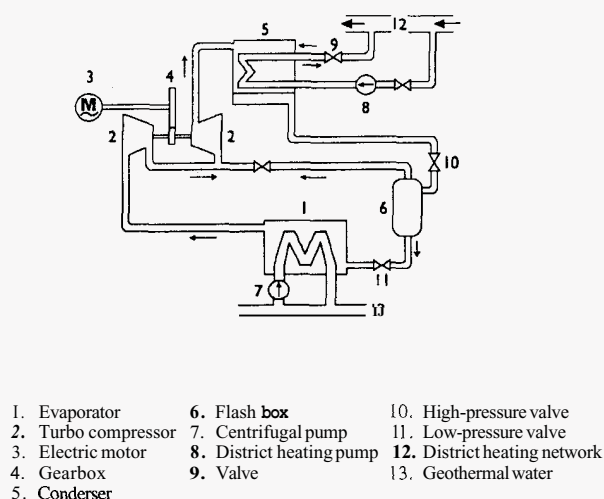 12
5
9
3
4
M
8
2
2
10
1
6
7
11
13
1. Evaporator
2. Turbo compressor
3. Electric motor
4. Gearbox
5. Conderser
6. Flash box
7. Centrifugal pump
8. District heating pump
9. Valve
10. High-pressure valve
11. Low-pressure valve
12. District heating network
13. Geothermal water